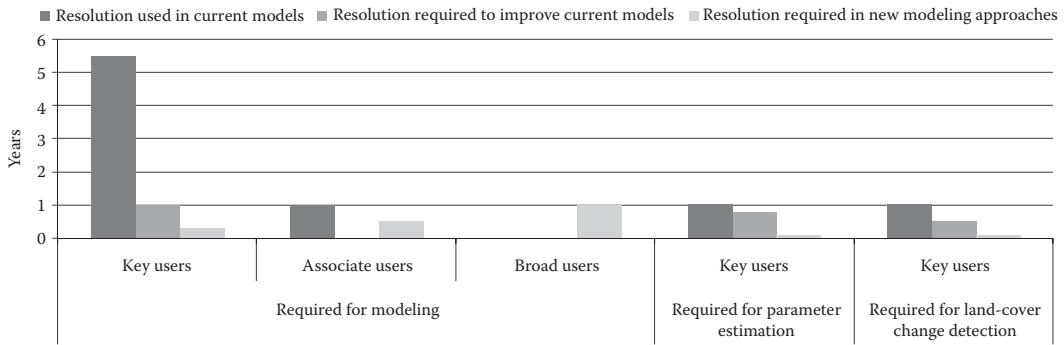 Resolution used in current models Resolution required to improve current models Resolution required in new modeling approaches
6
5
4
3
2
1
0
Years
Key users Associate users Broad users Key users Key users
Required for modeling
Required for parameter
estimation
Required for land-cover
change detection